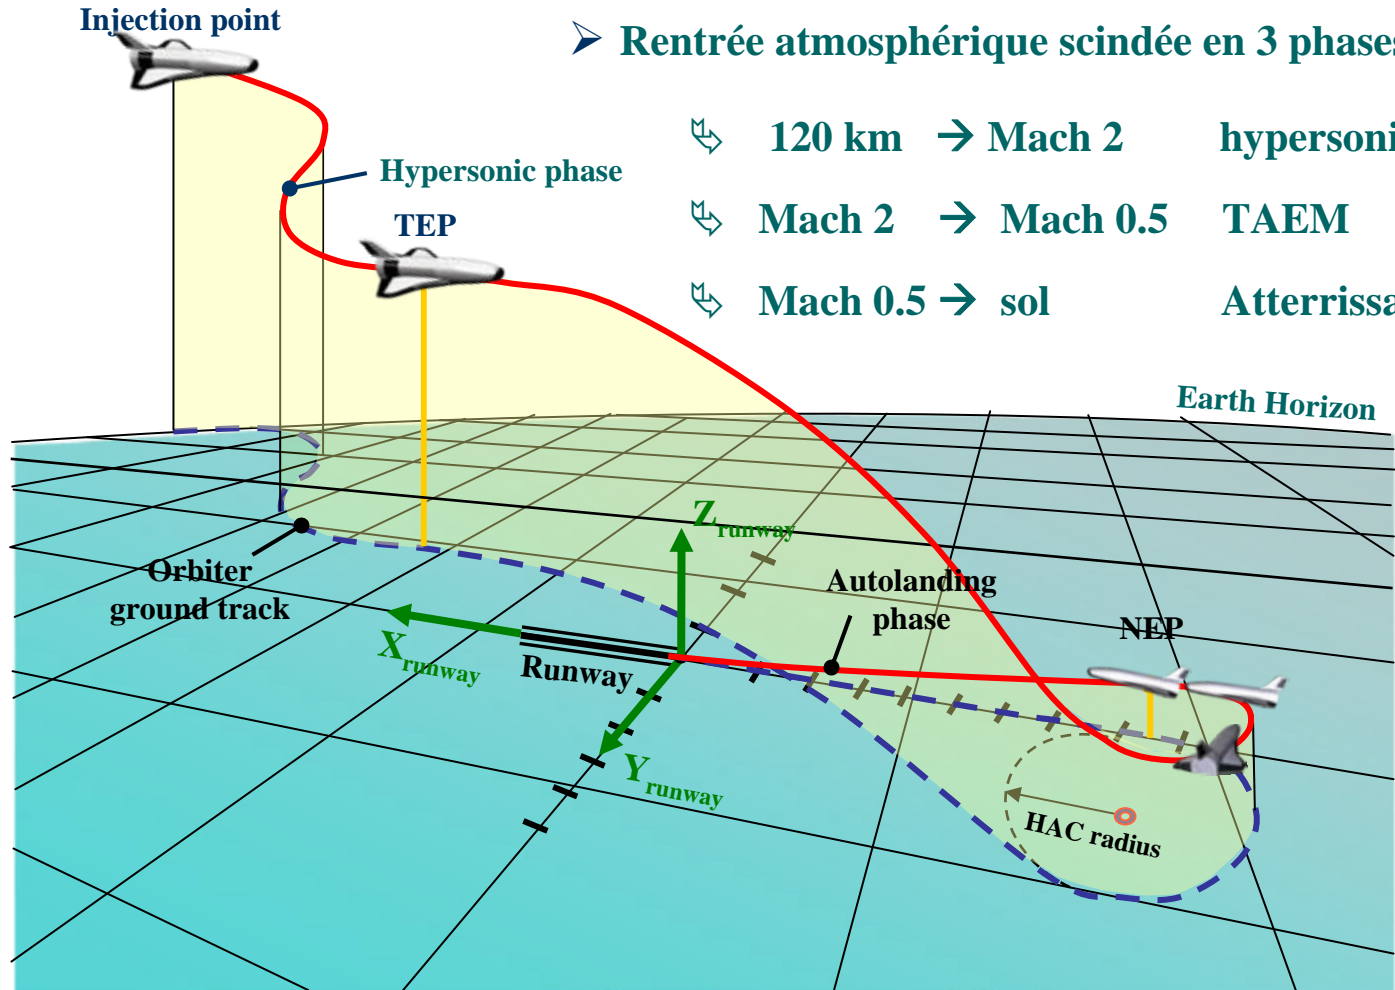 Injection point
Rentrée atmosphérique scindée en 3 phases
120 km → Mach 2 hypersoni
Hypersonic phase
Mach 2 → Mach 0.5 TAEM
TEP
Mach 0.5 → sol Atterrissa
Earth Horizon
Z runway
Orbiter
ground track
Autolanding
phase
NEP
X runway
Runway
Y runway
HAC radius